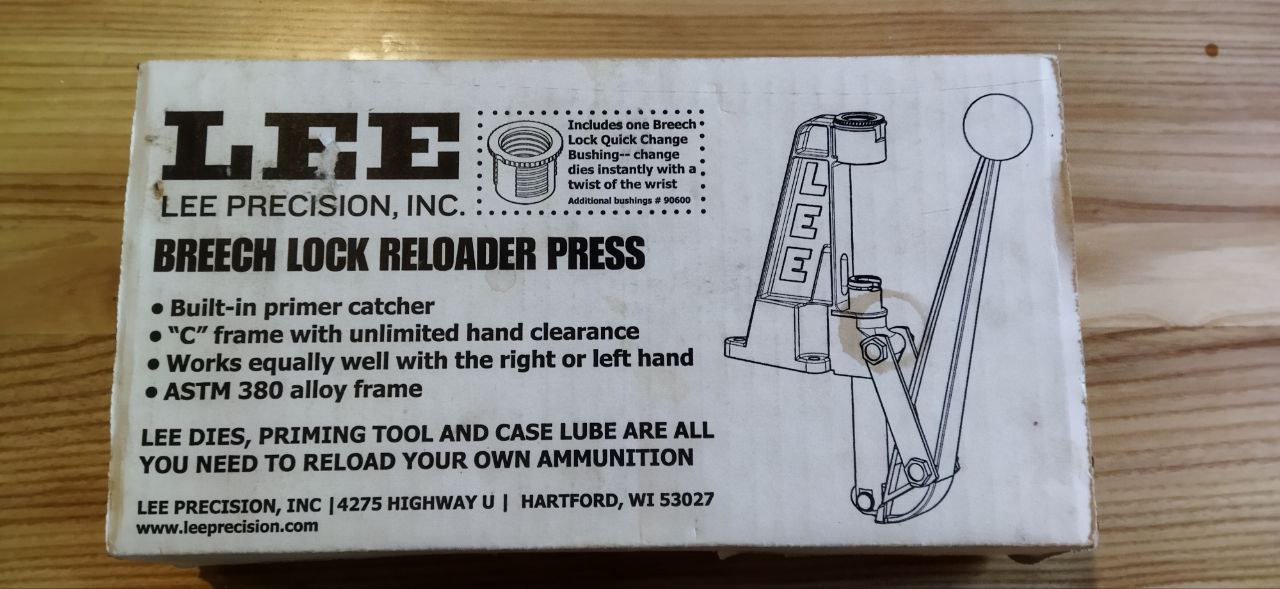 LEE
LEE PRECISION, INC.
Includes one Breech
Lock Quick Change
Bushing-- change
dies instantly with a
twist of the wrist
Additional bushings # 90600
BREECH LOCK RELOADER PRESS
• Built-in primer catcher
• “C” frame with unlimited hand clearance
• Works equally well with the right or left hand
• ASTM 380 alloy frame
LEE DIES, PRIMING TOOL AND CASE LUBE ARE ALL
YOU NEED TO RELOAD YOUR OWN AMMUNITION
LEE PRECISION, INC |4275 HIGHWAY U | HARTFORD, WI 53027
www.leeprecision.com
LEE